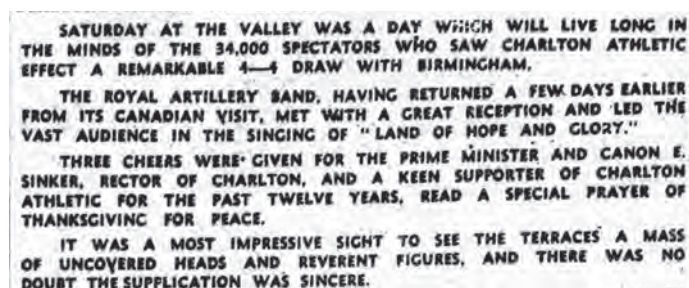 SATURDAY AT THE VALLEY WAS A DAY WHICH WILL LIVE LONG IN
THE MINDS OF THE 34,000 SPECTATORS WHO SAW CHARLTON ATHLETIC
EFFECT A REMARKABLE 4—4 DRAW WITH BIRMINGHAM.
THE ROYAL ARTILLERY BAND, HAVING RETURNED A FEW DAYS EARLIER
FROM ITS CANADIAN VISIT, MET WITH A GREAT RECEPTION AND LED THE
VAST AUDIENCE IN THE SINGING OF "LAND OF HOPE AND GLORY."
THREE CHEERS WERE GIVEN FOR THE PRIME MINISTER AND CANON E.
SINKER, RECTOR OF CHARLTON, AND A KEEN SUPPORTER OF CHARLTON
ATHLETIC FOR THE PAST TWELVE YEARS, READ A SPECIAL PRAYER OF
THANKSGIVING FOR PEACE.
IT WAS A MOST IMPRESSIVE SIGHT TO SEE THE TERRACES A MASS
OF UNCOVERED HEADS AND REVERENT FIGURES, AND THERE WAS NO
DOUBT THE SUPPLICATION WAS SINCERE.